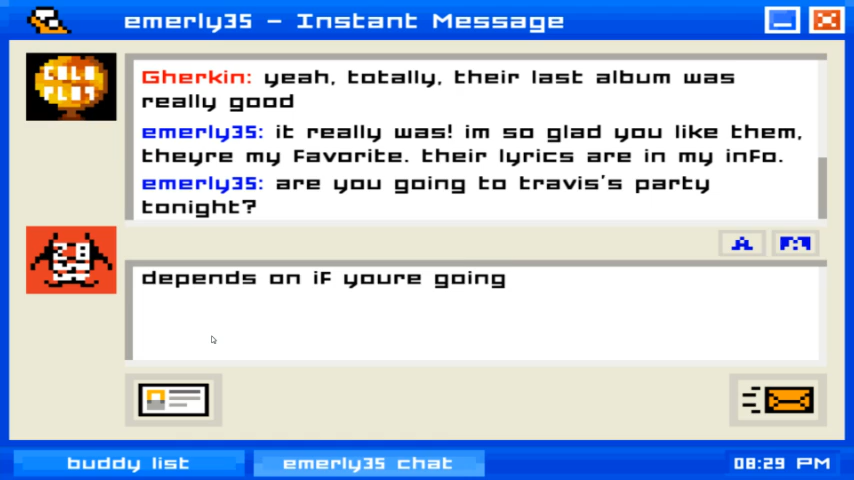 emerly35 - Instant Message
COLD
PLAY
Gherkin: yeah, totally, their last album was
really good
emerly35: it really was! im so glad you like them,
theyre my favorite. their lyrics are in my info.
emerly35: are you going to travis's party
tonight?
A
depends on if youre going
buddy list
emerly35 chat
08:29 PM